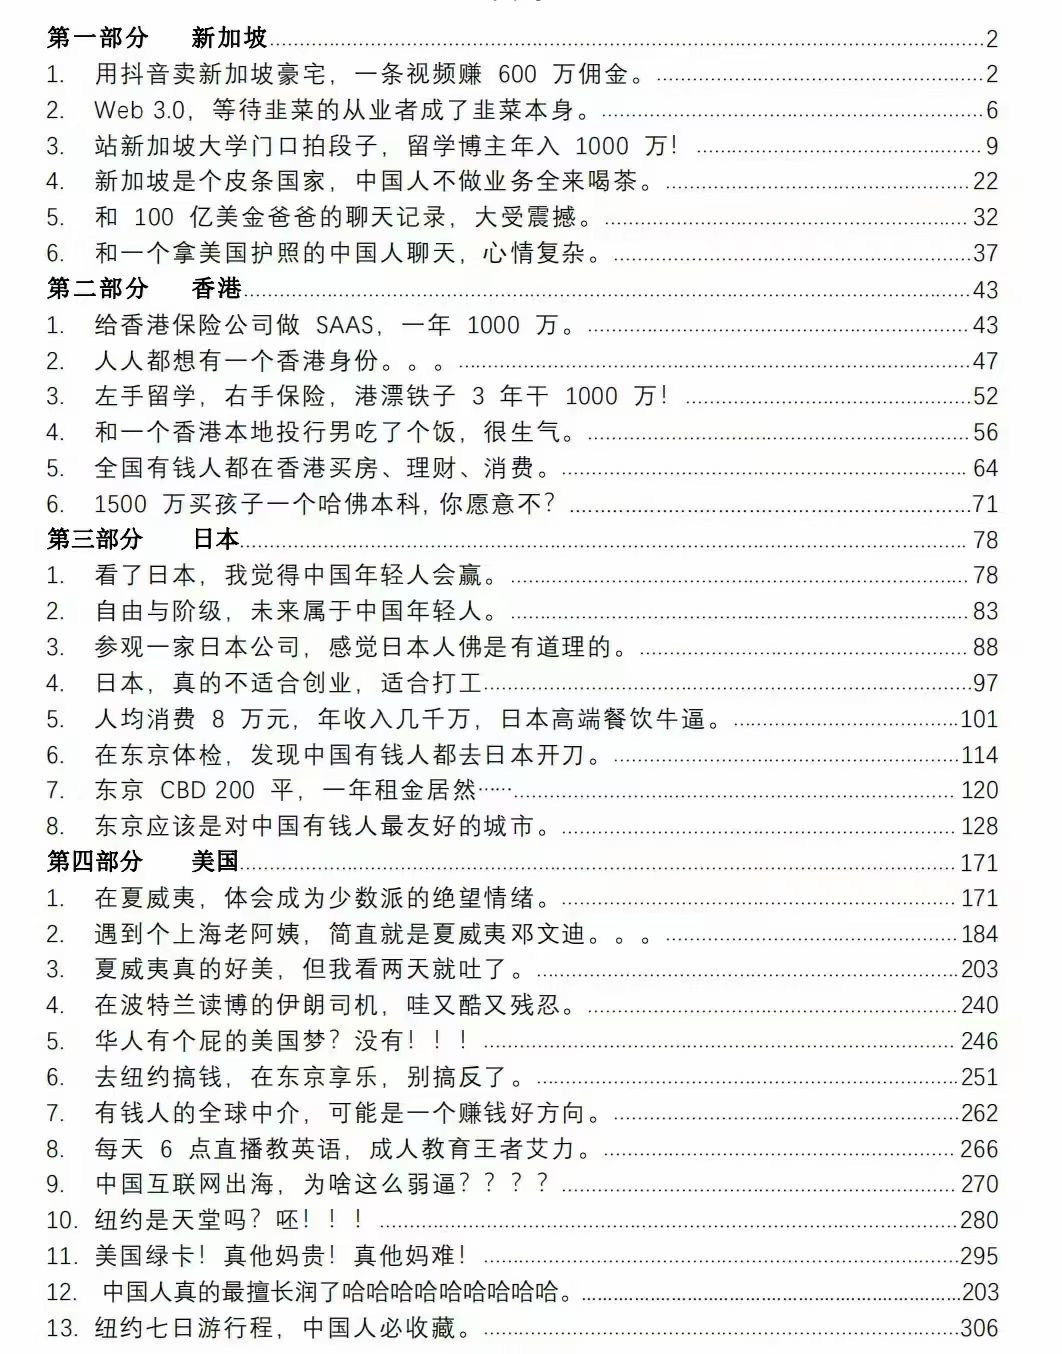 第一部分 新加坡 2
1. 用抖音卖新加坡豪宅，一条视频赚 600 万佣金。 2
2. Web 3.0，等待韭菜的从业者成了韭菜本身。 6
3. 站新加坡大学门口拍段子，留学博主年入 1000 万！ 9
4. 新加坡是个皮条国家，中国人不做业务全来喝茶。 22
5. 和 100 亿美金爸爸的聊天记录，大受震撼。 32
6. 和一个拿美国护照的中国人聊天，心情复杂。 37
第二部分 香港 43
1. 给香港保险公司做 SAAS，一年 1000 万。 43
2. 人人都想有一个香港身份。。。 47
3. 左手留学，右手保险，港漂铁子 3 年干 1000 万！ 52
4. 和一个香港本地投行男吃了个饭，很生气。 56
5. 全国有钱人都在香港买房、理财、消费。 64
6. 1500 万买孩子一个哈佛本科，你愿意不？ 71
第三部分 日本 78
1. 看了日本，我觉得中国年轻人会赢。 78
2. 自由与阶级，未来属于中国年轻人。 83
3. 参观一家日本公司，感觉日本人佛是有道理的。 88
4. 日本，真的不适合创业，适合打工 97
5. 人均消费 8 万元，年收入几千万，日本高端餐饮牛逼。 101
6. 在东京体检，发现中国有钱人都去日本开刀。 114
7. 东京 CBD 200 平，一年租金居然…… 120
8. 东京应该是对中国有钱人最友好的城市。 128
第四部分 美国 171
1. 在夏威夷，体会成为少数派的绝望情绪。 171
2. 遇到个上海老阿姨，简直就是夏威夷邓文迪。。。 184
3. 夏威夷真的好美，但我看两天就吐了。 203
4. 在波特兰读博的伊朗司机，哇又酷又残忍。 240
5. 华人有个屁的美国梦？没有！！！ 246
6. 去纽约搞钱，在东京享乐，别搞反了。 251
7. 有钱人的全球中介，可能是一个赚钱好方向。 262
8. 每天 6 点直播教英语，成人教育王者艾力。 266
9. 中国互联网出海，为啥这么弱逼？？？？ 270
10. 纽约是天堂吗？呸！！！ 280
11. 美国绿卡！真他妈贵！真他妈难！ 295
12. 中国人真的最擅长润了哈哈哈哈哈哈哈哈哈。 203
13. 纽约七日游行程，中国人必收藏。 306